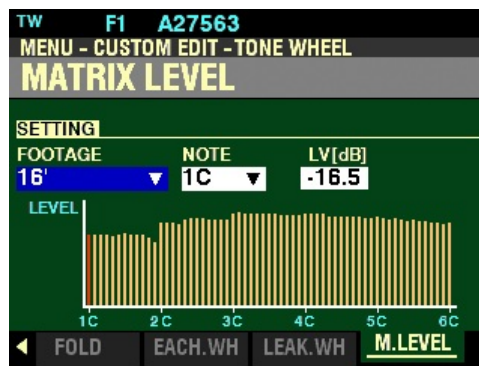 TW F1 A27563
MENU - CUSTOM EDIT -TONE WHEEL
MATRIX LEVEL
SETTING
FOOTAGE NOTE LV[dB]
16' 1C -16.5
LEVEL
1C 2C 3C 4C 5C 6C
FOLD EACH.WH LEAK.WH M.LEVEL